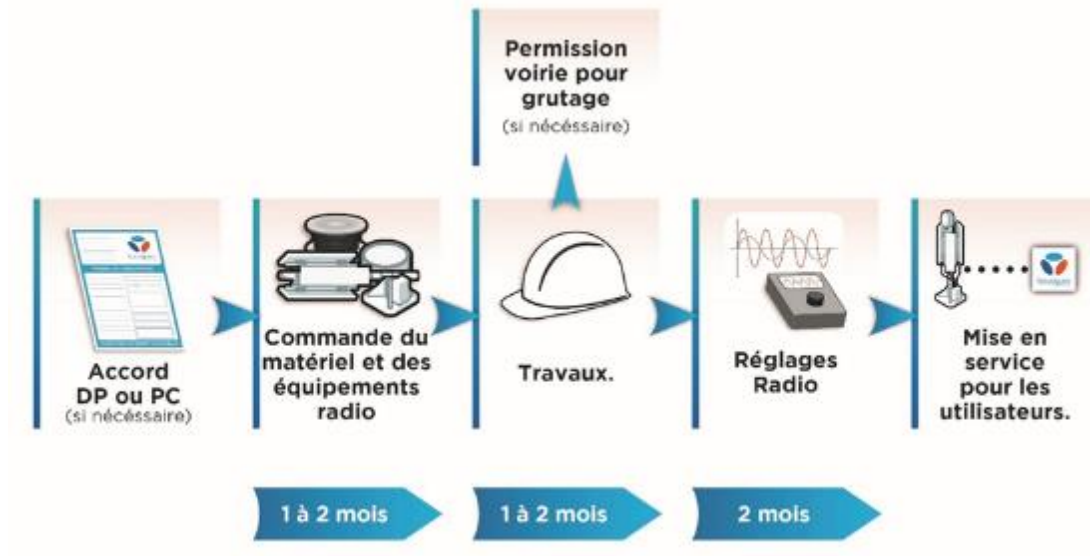 Permission
voirie pour
grutage
(si nécéssaire)
Accord
DP ou PC
(si nécéssaire)
Commande du
matériel et des
équipements
radio
Travaux.
Réglages
Radio
Mise en
service
pour les
utilisateurs.
1 à 2 mois
1 à 2 mois
2 mois